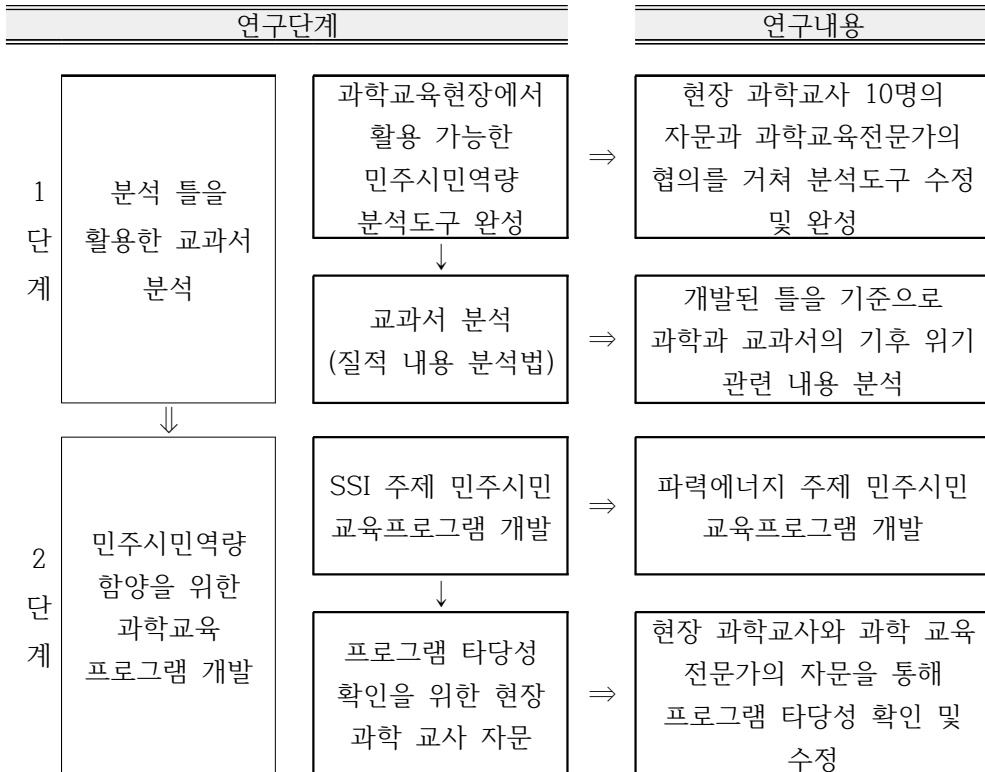 연구단계
연구내용
1
단
계
분석 틀을
활용한 교과서
분석
과학교육현장에서
활용 가능한
민주시민역량
분석도구 완성
⇒
현장 과학교사 10명의
자문과 과학교육전문가의
협의를 거쳐 분석도구 수정
및 완성
↓
교과서 분석
(질적 내용 분석법)
⇒
개발된 틀을 기준으로
과학과 교과서의 기후 위기
관련 내용 분석
⇓
2
단
계
민주시민역량
함양을 위한
과학교육
프로그램 개발
SSI 주제 민주시민
교육프로그램 개발
⇒
파력에너지 주제 민주시민
교육프로그램 개발
↓
프로그램 타당성
확인을 위한 현장
과학 교사 자문
⇒
현장 과학교사와 과학 교육
전문가의 자문을 통해
프로그램 타당성 확인 및
수정